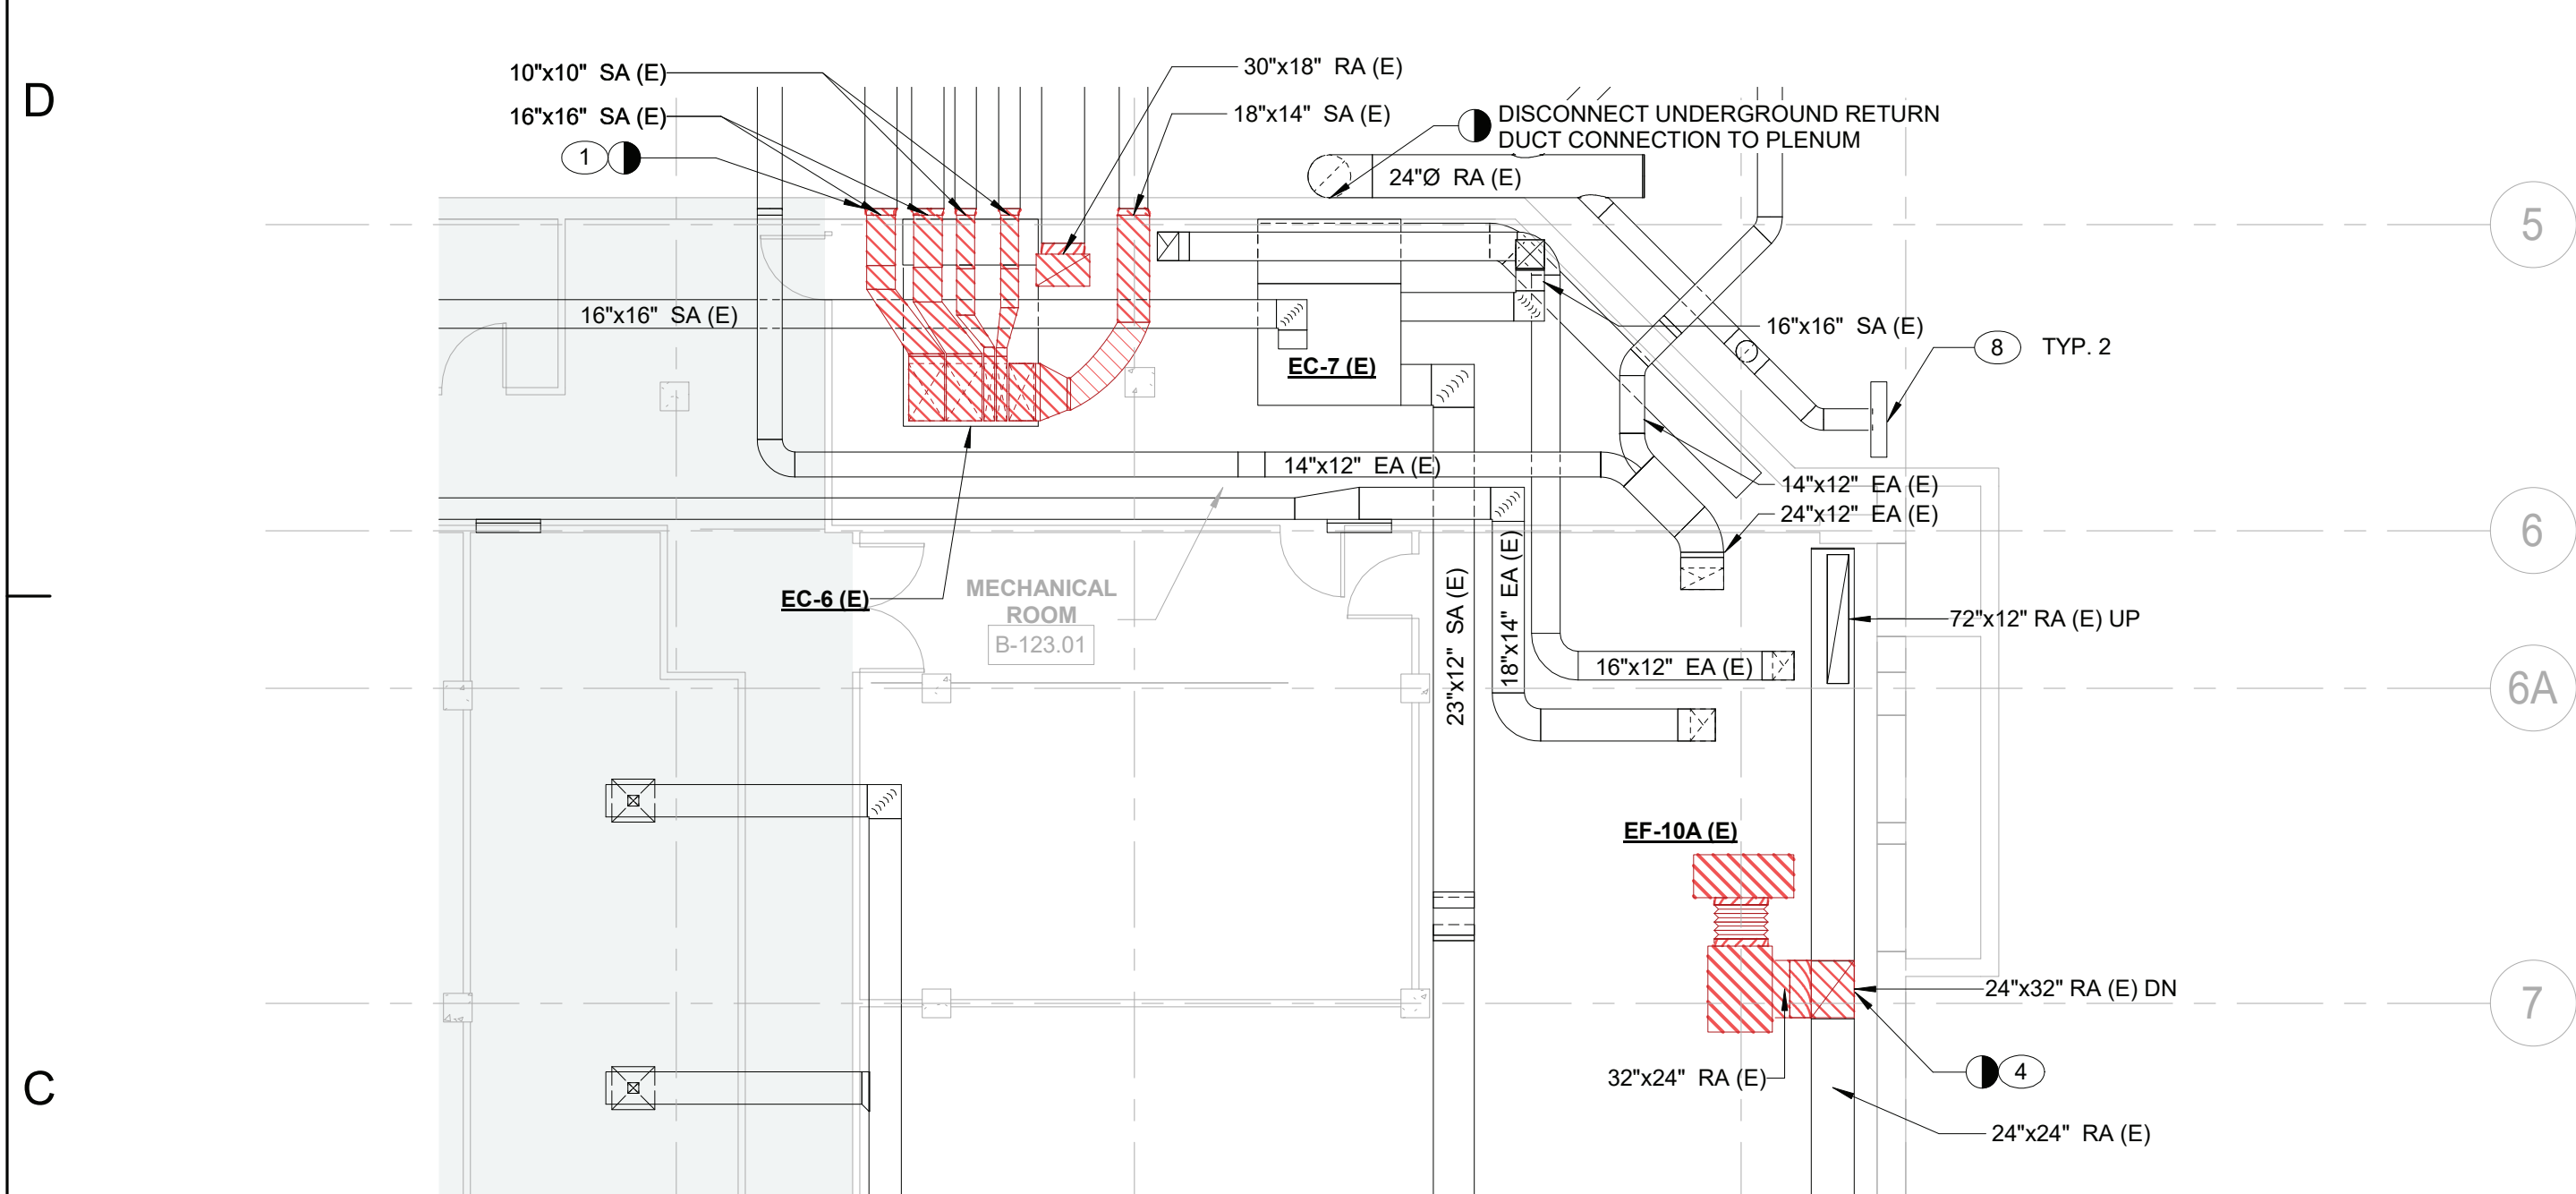 D
10"x10" SA (E)
30"x18" RA (E)
16"x16" SA (E)
18"x14" SA (E)
DISCONNECT UNDERGROUND RETURN
DUCT CONNECTION TO PLENUM
1
24"Ø RA (E)
5
16"x16" SA (E)
16"x16" SA (E)
8 TYP. 2
EC-7 (E)
14"x12" EA (E)
14"x12" EA (E)
24"x12" EA (E)
6
EC-6 (E)
MECHANICAL
ROOM
B-123.01
23"x12" SA (E)
18"x14" EA (E)
72"x12" RA (E) UP
16"x12" EA (E)
6A
EF-10A (E)
24"x32" RA (E) DN
7
32"x24" RA (E)
4
C
24"x24" RA (E)